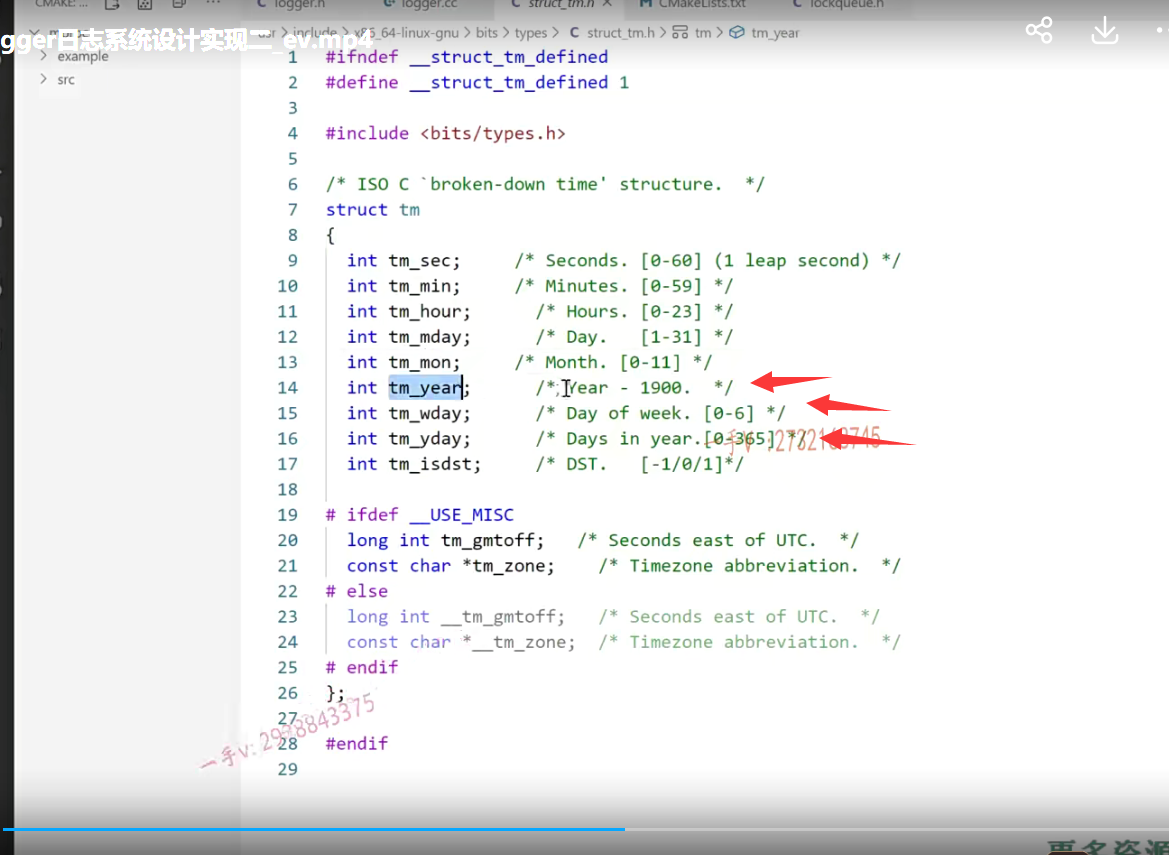 CMAKE: ...
logger.h
logger.cc
struct_tm.h
CMakeLists.txt
lockqueue.h
gger日志系统设计实现二_ev.mp4
include > x86_64-linux-gnu > bits > types > C struct_tm.h > tm > tm_year
example
src
1 #ifndef __struct_tm_defined
2 #define __struct_tm_defined 1
3
4 #include <bits/types.h>
5
6 /* ISO C `broken-down time' structure.  */
7 struct tm
8 {
9 int tm_sec; /* Seconds. [0-60] (1 leap second) */
10 int tm_min; /* Minutes. [0-59] */
11 int tm_hour; /* Hours. [0-23] */
12 int tm_mday; /* Day. [1-31] */
13 int tm_mon; /* Month. [0-11] */
14 int tm_year; /* Year - 1900.  */
15 int tm_wday; /* Day of week. [0-6] */
16 int tm_yday; /* Days in year.[0-365] */
17 int tm_isdst; /* DST. [-1/0/1]*/
18
19 # ifdef __USE_MISC
20 long int tm_gmtoff; /* Seconds east of UTC.  */
21 const char *tm_zone; /* Timezone abbreviation.  */
22 # else
23 long int __tm_gmtoff; /* Seconds east of UTC.  */
24 const char *__tm_zone; /* Timezone abbreviation.  */
25 # endif
26 };
27
一手V: 2928843375
28 #endif
29
更多资源